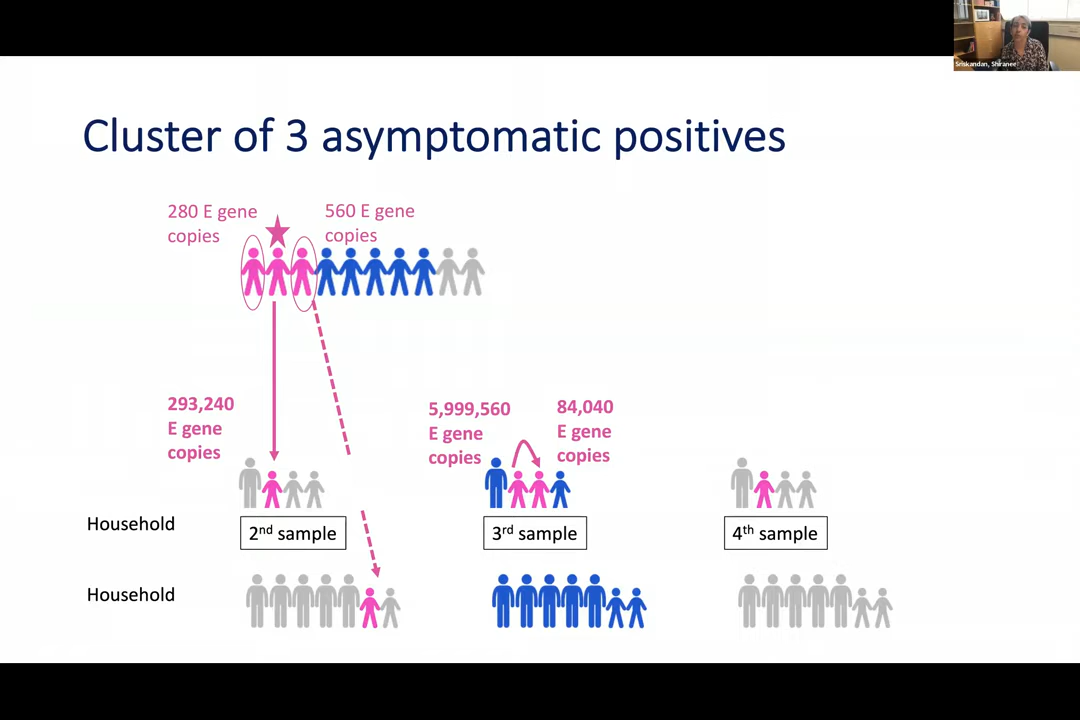 Sriskandan, Shiranee
Cluster of 3 asymptomatic positives
280 E gene
copies
560 E gene
copies
293,240
E gene
copies
5,999,560
E gene
copies
84,040
E gene
copies
Household
2nd sample
3rd sample
4th sample
Household